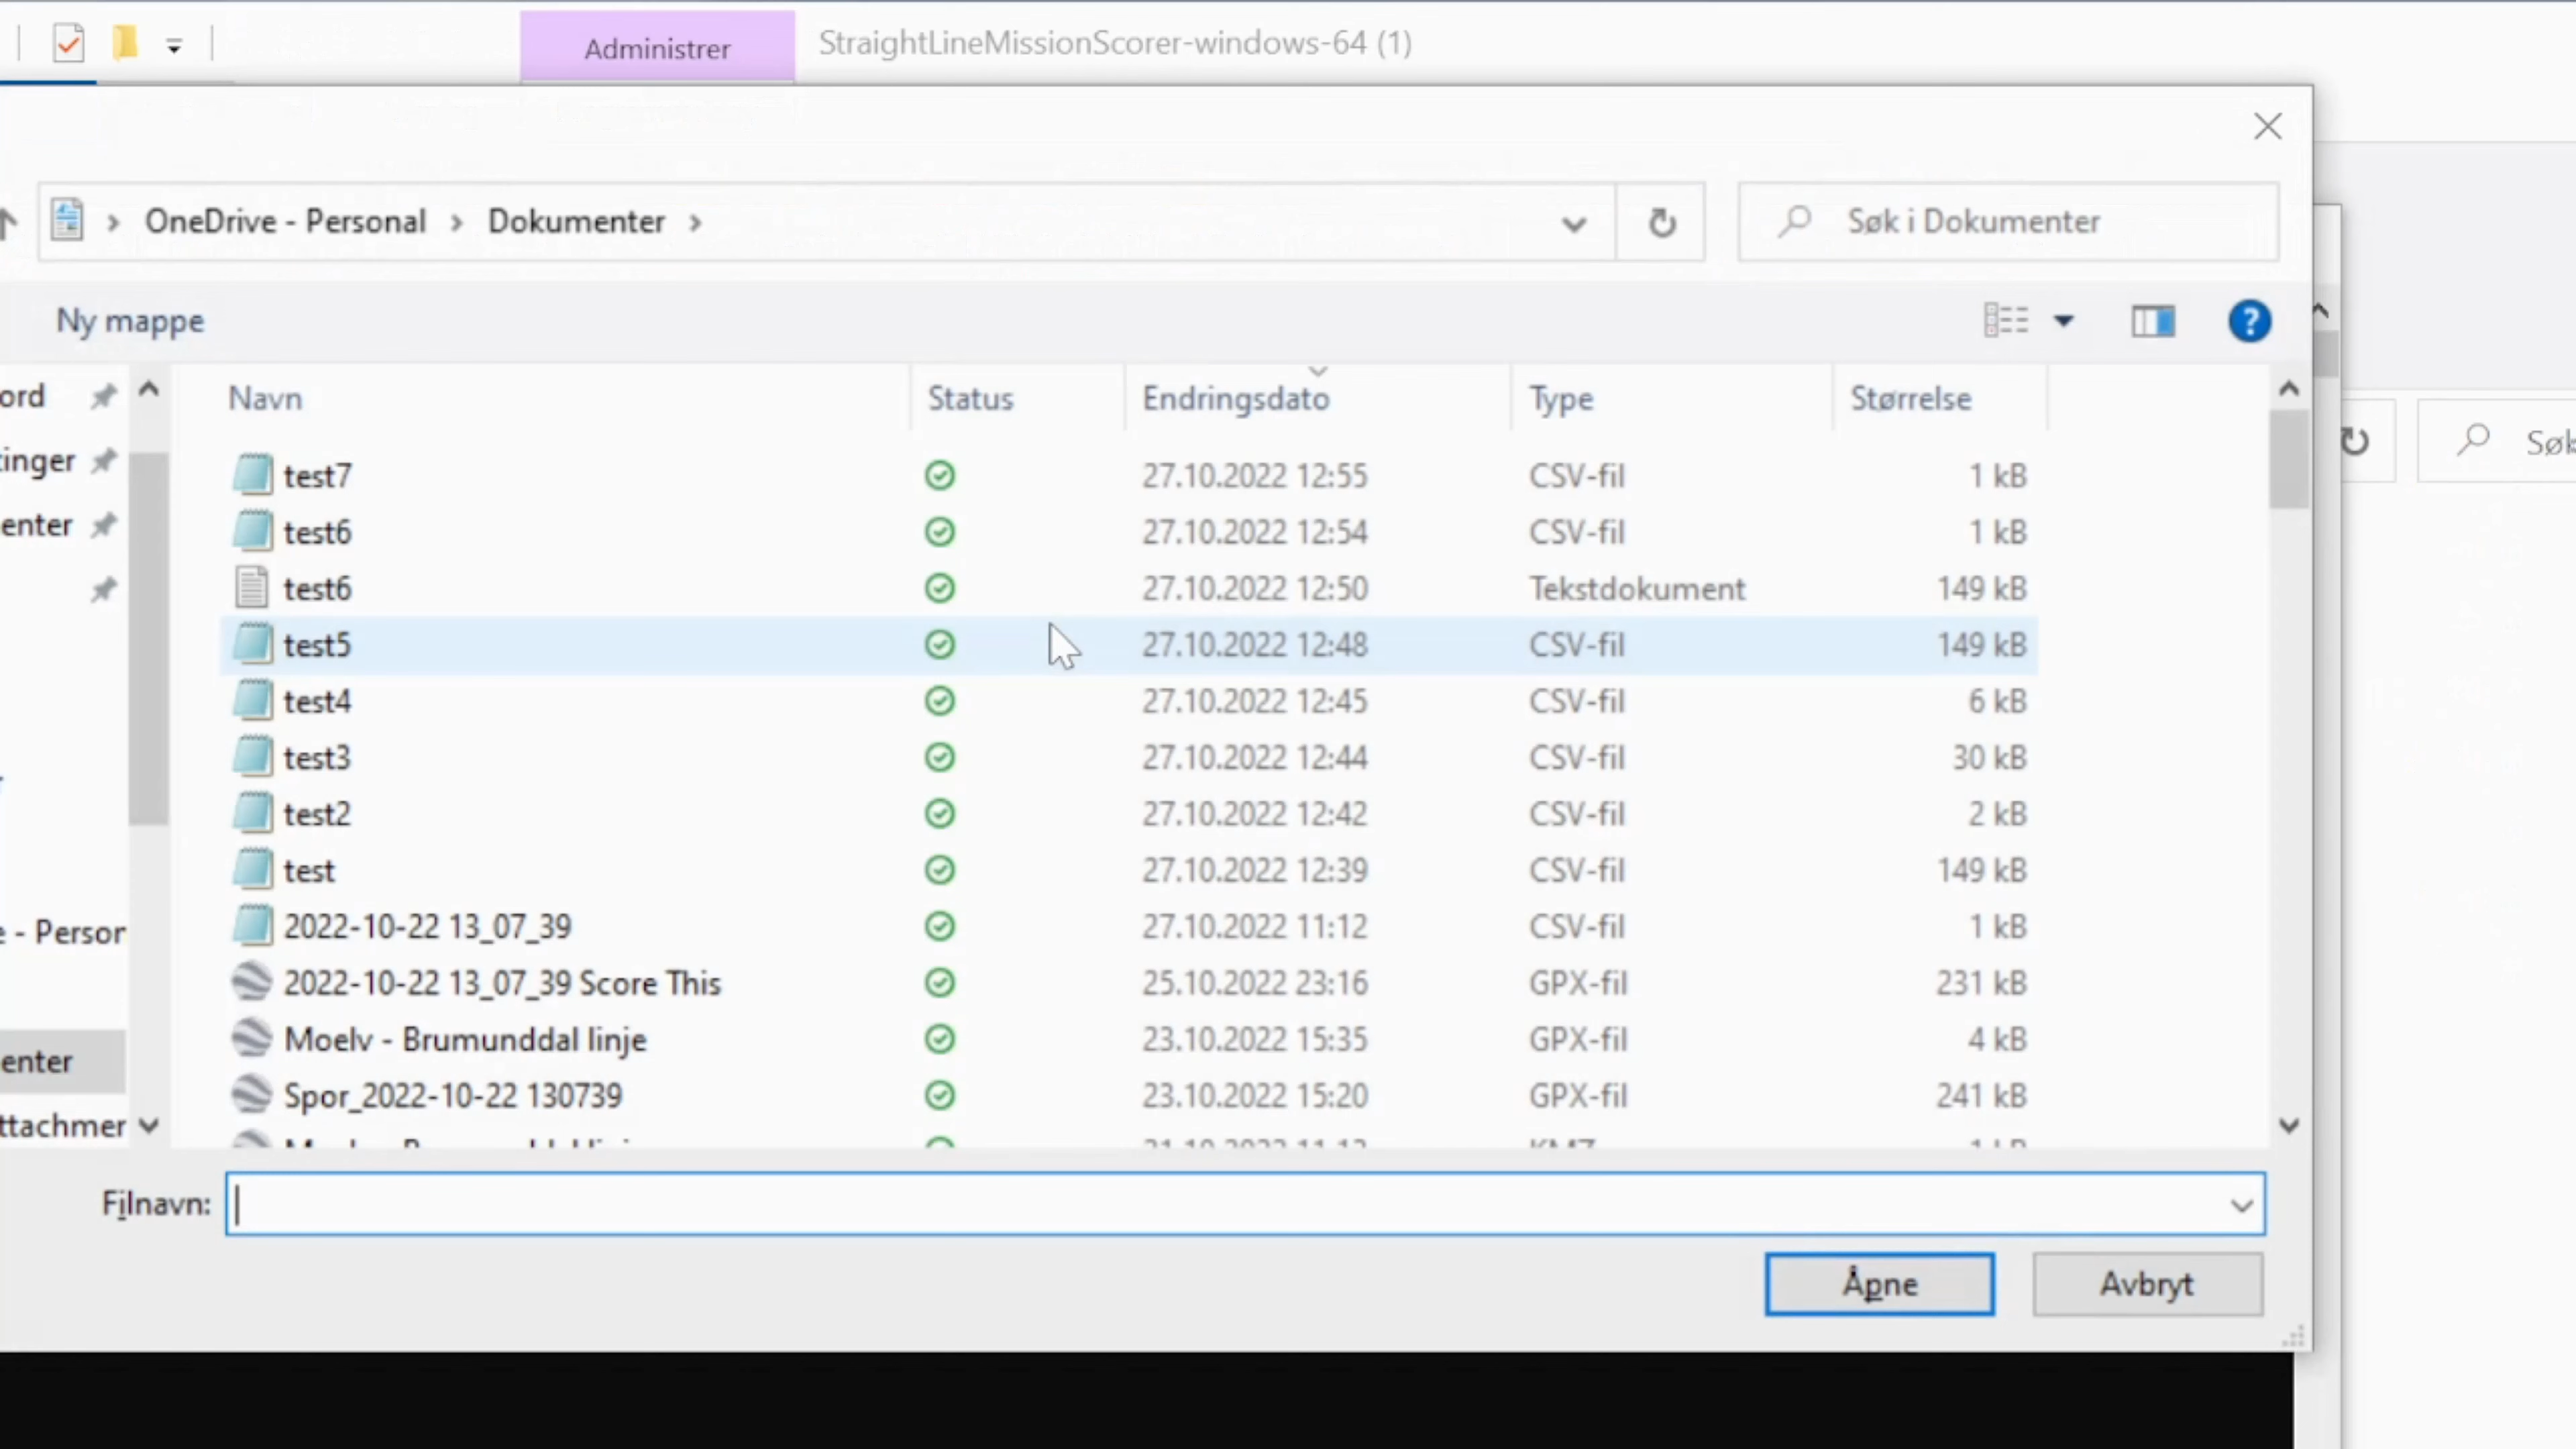 Administrer StraightLineMissionScorer-windows-64 (1)
OneDrive - Personal Dokumenter Søk i Dokumenter
Ny mappe
Navn Status Endringsdato Type Størrelse
test7 27.10.2022 12:55 CSV-fil 1 kB
test6 27.10.2022 12:54 CSV-fil 1 kB
test6 27.10.2022 12:50 Tekstdokument 149 kB
test5 27.10.2022 12:48 CSV-fil 149 kB
test4 27.10.2022 12:45 CSV-fil 6 kB
test3 27.10.2022 12:44 CSV-fil 30 kB
test2 27.10.2022 12:42 CSV-fil 2 kB
test 27.10.2022 12:39 CSV-fil 149 kB
2022-10-22 13_07_39 27.10.2022 11:12 CSV-fil 1 kB
2022-10-22 13_07_39 Score This 25.10.2022 23:16 GPX-fil 231 kB
Moelv - Brumunddal linje 23.10.2022 15:35 GPX-fil 4 kB
Spor_2022-10-22 130739 23.10.2022 15:20 GPX-fil 241 kB
ord
tinger
enter
e - Person
enter
ttachmer
Søk
Filnavn:
Åpne Avbryt